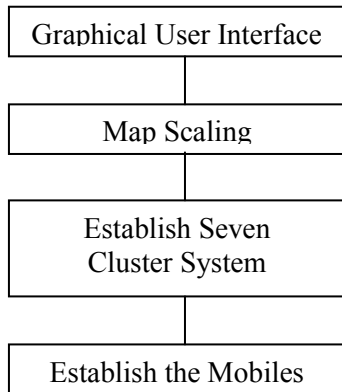 Graphical User Interface
Map Scaling
Establish Seven
Cluster System
Establish the Mobiles